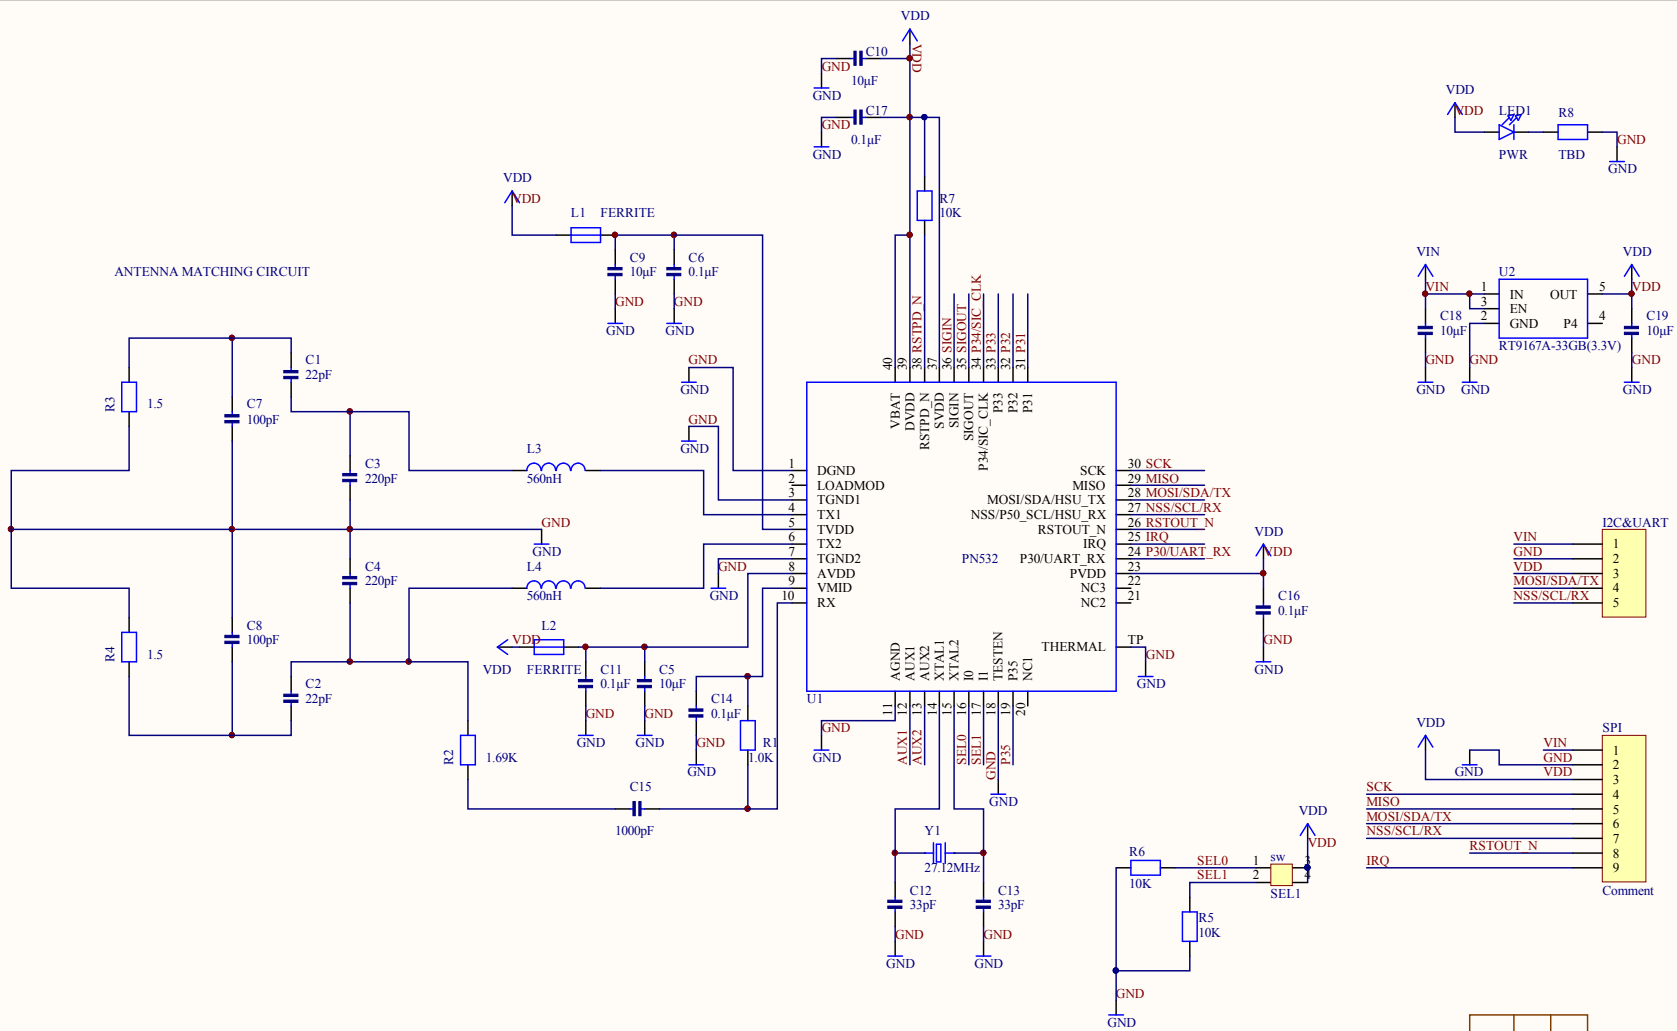 VDD
VDD
C10
GND
10µF
GND
C17
GND
0.1µF
GND
R7
10K
VDD
VDD
LED1
R8
PWR
TBD
GND
GND
VDD
VDD
L1 FERRITE
C9
10µF
C6
0.1µF
GND
GND
GND
GND
ANTENNA MATCHING CIRCUIT
VIN
VIN
U2
VDD
VDD
1 IN
3 EN
2 GND
OUT 5
P4 4
RT9167A-33GB(3.3V)
C18
10µF
C19
10µF
GND
GND
GND
GND
GND
GND
R3
1.5
C1
22pF
C7
100pF
C3
220pF
L3
560nH
GND
GND
C4
220pF
L4
560nH
C8
100pF
R4
1.5
C2
22pF
R2
1.69K
C15
1000pF
GND
GND
GND
GND
GND
GND
VDD
VDD
L2
FERRITE
C11
0.1µF
C5
10µF
C14
0.1µF
R1
1.0K
GND
GND
GND
GND
GND
GND
40
39
38 RSTPD_N
37
36 SIGIN
35 SIGOUT
34 P34/SIC_CLK
33 P33
32 P32
31 P31
VBAT
DVDD
RSTPD_N
SVDD
SIGIN
SIGOUT
P34/SIC_CLK
P33
P32
P31
1 DGND
2 LOADMOD
3 TGND1
4 TX1
5 TVDD
6 TX2
7 TGND2
8 AVDD
9 VMID
10 RX
PN532
SCK 30 SCK
MISO 29 MISO
MOSI/SDA/HSU_TX 28 MOSI/SDA/TX
NSS/P50_SCL/HSU_RX 27 NSS/SCL/RX
RSTOUT_N 26 RSTOUT_N
IRQ 25 IRQ
P30/UART_RX 24 P30/UART_RX
PVDD 23
NC3 22
NC2 21
THERMAL TP
GND
GND
U1
AGND
AUX1
AUX2
XTAL1
XTAL2
I0
I1
TESTEN
P35
NC1
11
12 AUX1
13 AUX2
14
15
16 SEL0
17 SEL1
18 GND
19 P35
20
GND
GND
GND
VDD
VDD
C16
0.1µF
GND
GND
Y1
27.12MHz
C12
33pF
C13
33pF
GND
GND
GND
GND
I2C&UART
VIN 1
GND 2
VDD 3
MOSI/SDA/TX 4
NSS/SCL/RX 5
VDD
SPI
VIN 1
GND 2
GND
VDD 3
SCK 4
MISO 5
MOSI/SDA/TX 6
NSS/SCL/RX 7
RSTOUT_N 8
IRQ 9
Comment
VDD
VDD
R6
10K
SEL0 1 sw 3
SEL1 2 4
SEL1
R5
10K
GND
GND